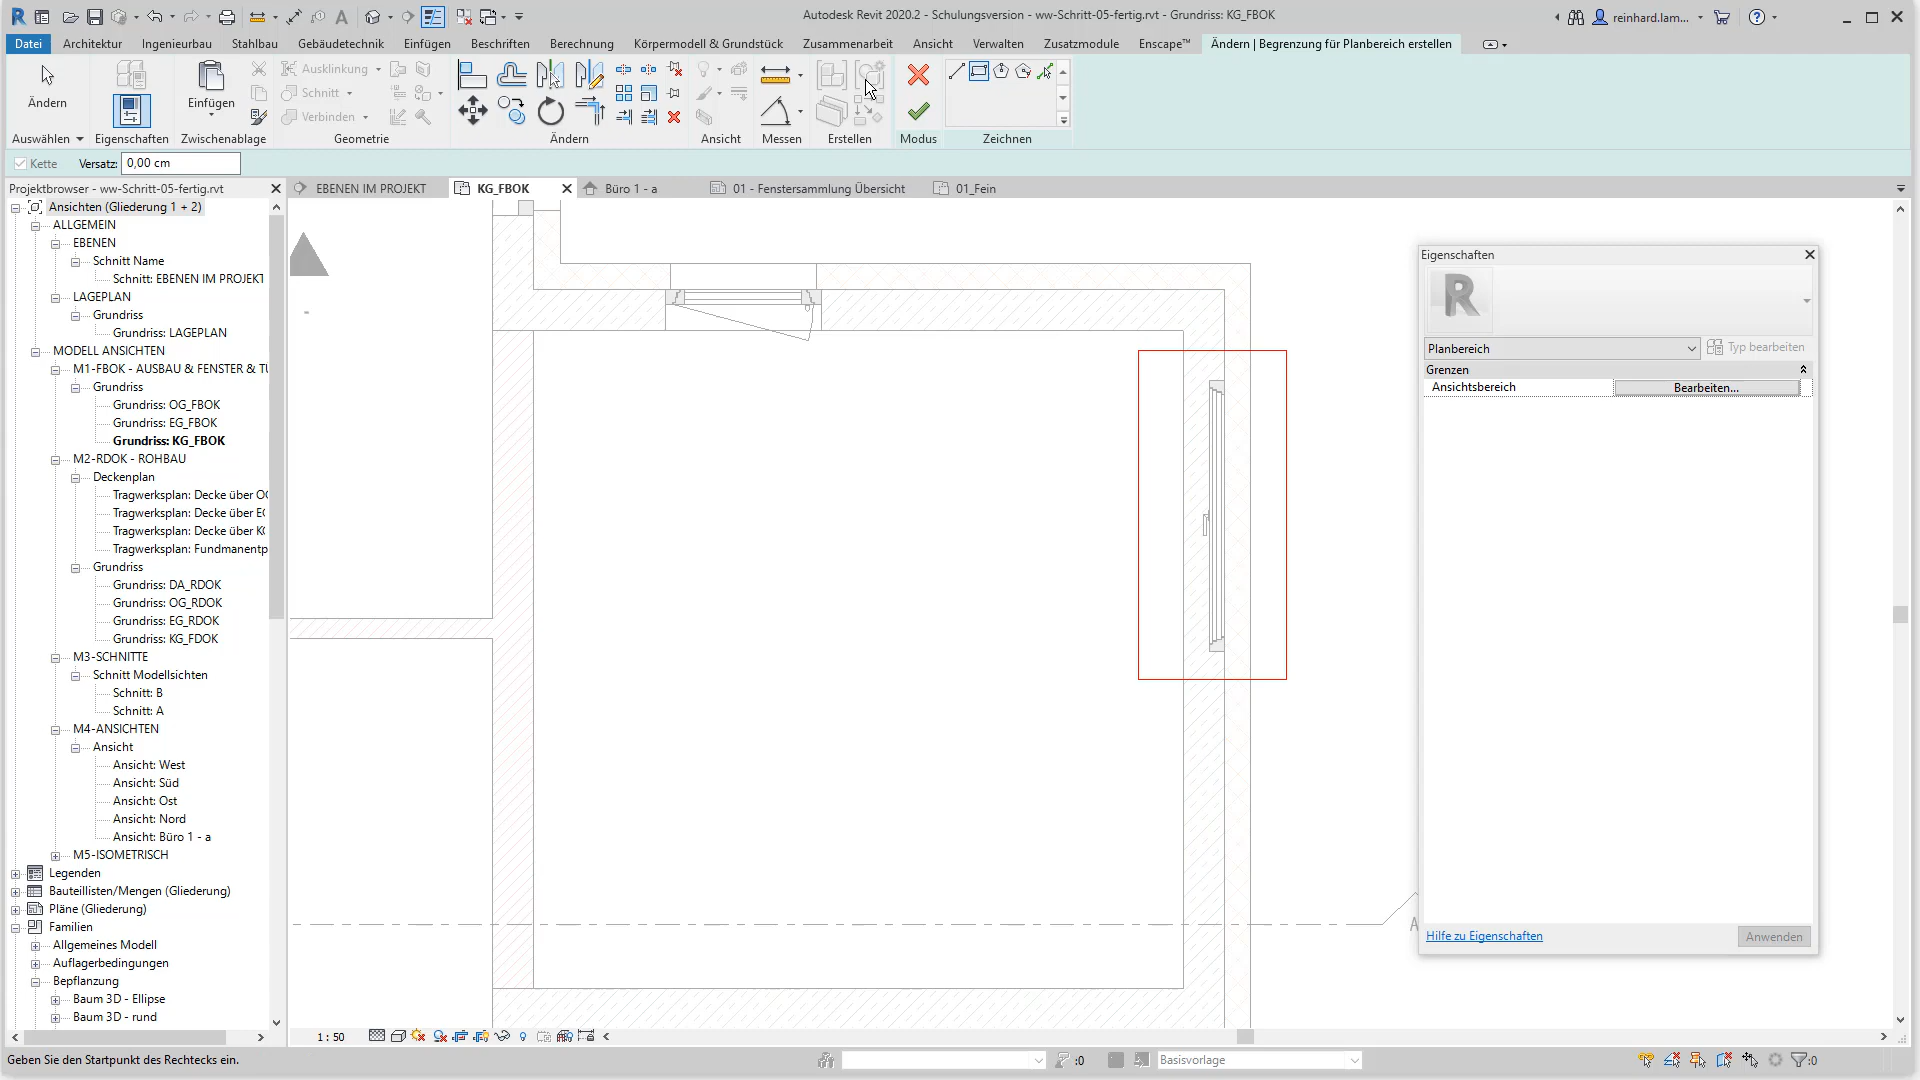 Autodesk Revit 2020.2 - Schulungsversion - ww-Schritt-05-fertig.rvt - Grundriss: KG_FBOK
reinhard.lam...
Datei Architektur Ingenieurbau Stahlbau Gebäudetechnik Einfügen Beschriften Berechnung Körpermodell & Grundstück Zusammenarbeit Ansicht Verwalten Zusatzmodule Enscape™ Ändern | Begrenzung für Planbereich erstellen
Ausklinkung
Schnitt
Verbinden
Ändern
Einfügen
Auswählen Eigenschaften Zwischenablage Geometrie Ändern Ansicht Messen Erstellen Modus Zeichnen
Kette Versatz: 0,00 cm
Projektbrowser - ww-Schritt-05-fertig.rvt
EBENEN IM PROJEKT KG_FBOK Büro 1 - a 01 - Fenstersammlung Übersicht 01_Fein
Ansichten (Gliederung 1 + 2)
ALLGEMEIN
EBENEN
Schnitt Name
Schnitt: EBENEN IM PROJEKT
LAGEPLAN
Grundriss
Grundriss: LAGEPLAN
MODELL ANSICHTEN
M1-FBOK - AUSBAU & FENSTER & TÜ
Grundriss
Grundriss: OG_FBOK
Grundriss: EG_FBOK
Grundriss: KG_FBOK
M2-RDOK - ROHBAU
Deckenplan
Tragwerksplan: Decke über OG
Tragwerksplan: Decke über EG
Tragwerksplan: Decke über KG
Tragwerksplan: Fundmanentp
Grundriss
Grundriss: DA_RDOK
Grundriss: OG_RDOK
Grundriss: EG_RDOK
Grundriss: KG_FDOK
M3-SCHNITTE
Schnitt Modellsichten
Schnitt: B
Schnitt: A
M4-ANSICHTEN
Ansicht
Ansicht: West
Ansicht: Süd
Ansicht: Ost
Ansicht: Nord
Ansicht: Büro 1 - a
M5-ISOMETRISCH
Legenden
Bauteillisten/Mengen (Gliederung)
Pläne (Gliederung)
Familien
Allgemeines Modell
Auflagerbedingungen
Bepflanzung
Baum 3D - Ellipse
Baum 3D - rund
Eigenschaften
Planbereich Typ bearbeiten
Grenzen
Ansichtsbereich Bearbeiten...
A
Hilfe zu Eigenschaften Anwenden
1 : 50
Geben Sie den Startpunkt des Rechtecks ein.
:0
Basisvorlage
:0